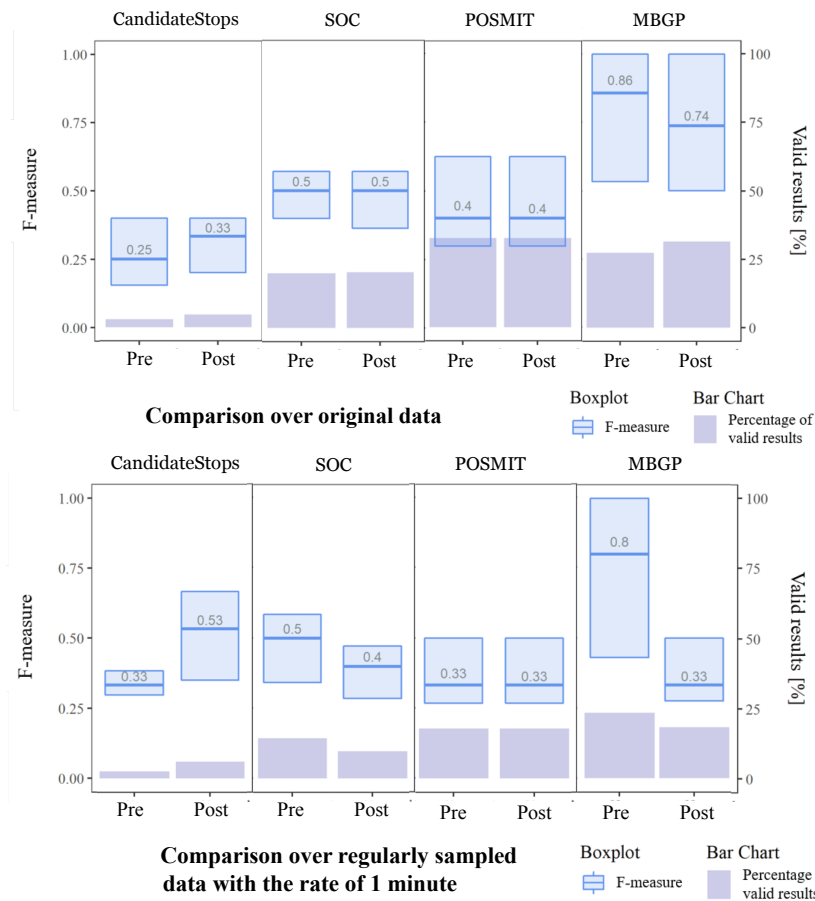 CandidateStops SOC POSMIT MBGP
1.00 100
0.86
0.75 0.74 75
F-measure
0.5 0.5
0.50 50
0.4 0.4
0.33
0.25 0.25 25
0.00 0
Valid results [%]
Pre Post Pre Post Pre Post Pre Post
Comparison over original data
Boxplot Bar Chart
F-measure Percentage of
valid results
CandidateStops SOC POSMIT MBGP
1.00 100
0.8
0.75 75
F-measure
0.53 0.5
0.50 50
0.4
0.33 0.33 0.33 0.33
0.25 25
0.00 0
Valid results [%]
Pre Post Pre Post Pre Post Pre Post
Comparison over regularly sampled
data with the rate of 1 minute
Boxplot Bar Chart
F-measure Percentage
valid results